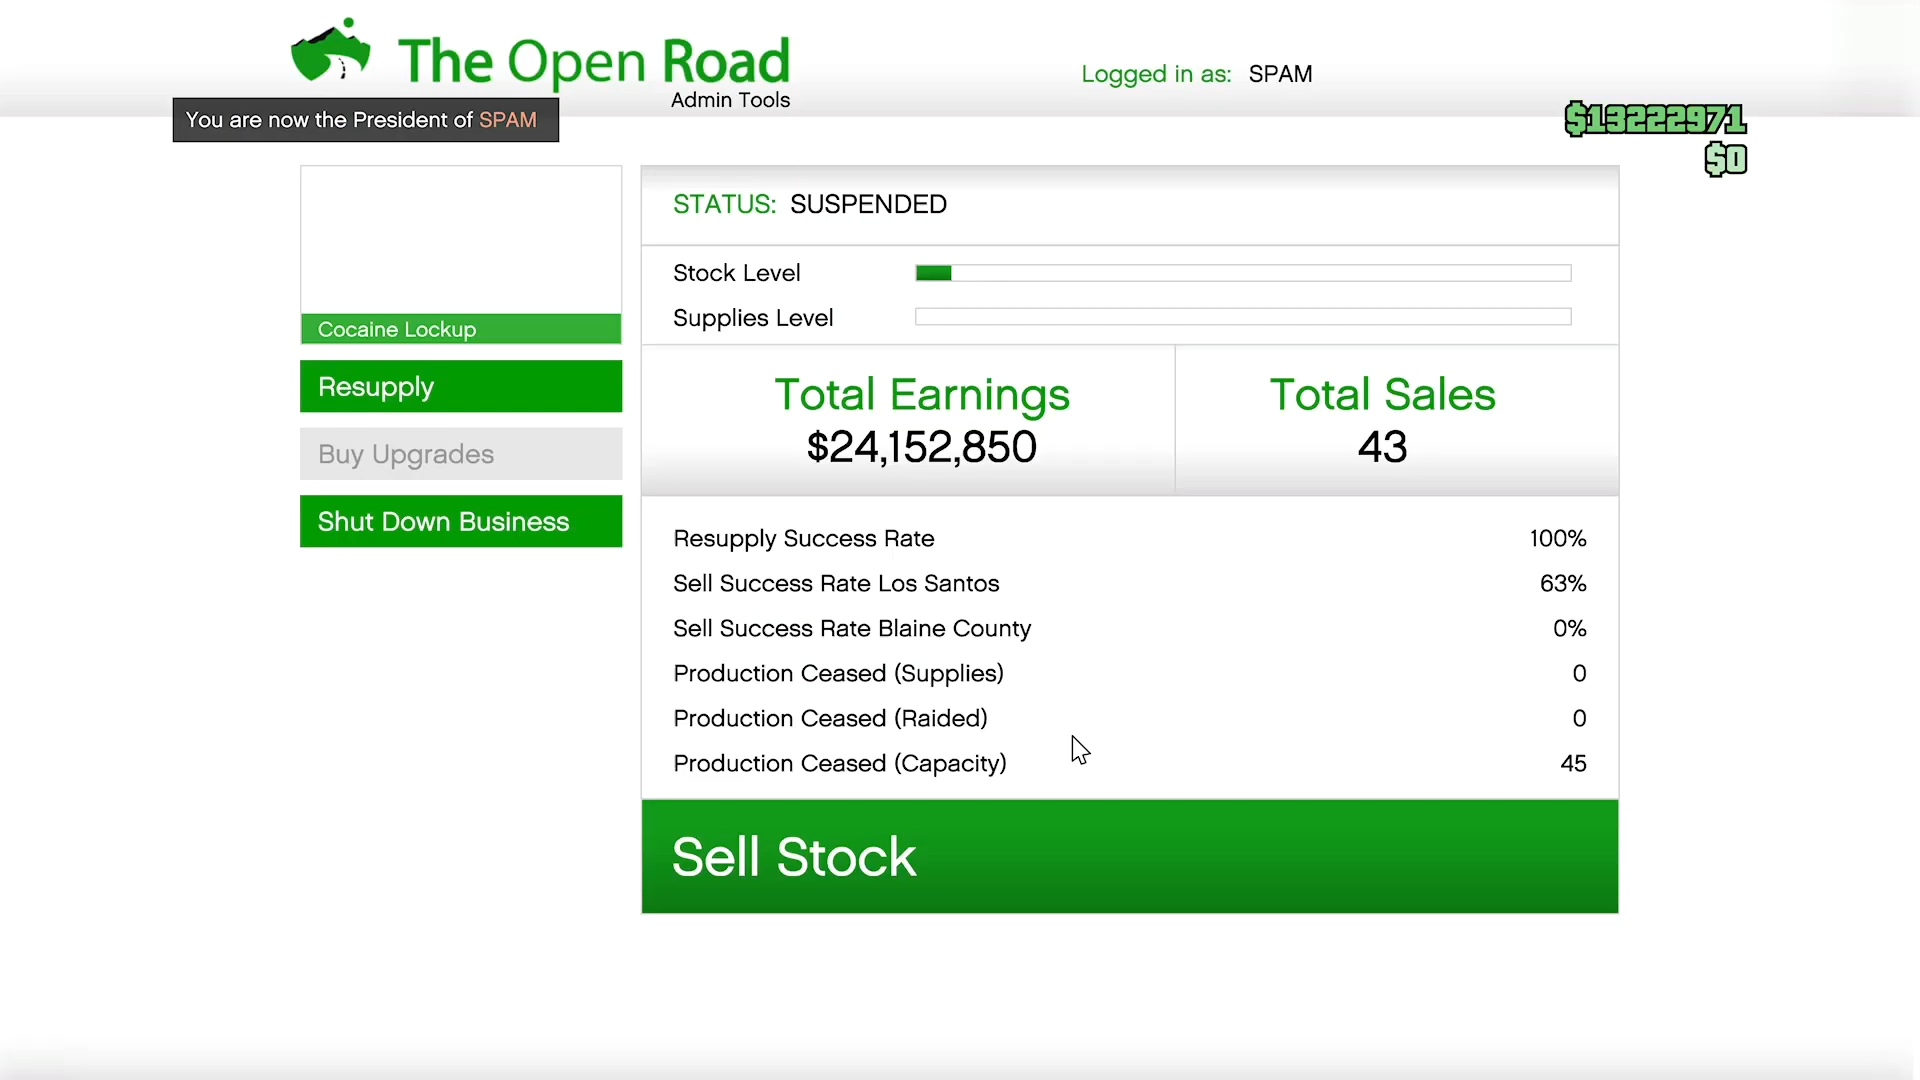 The Open Road
Admin Tools
Logged in as: SPAM
You are now the President of SPAM
$13222971
$0
STATUS: SUSPENDED
Stock Level
Supplies Level
Cocaine Lockup
Resupply
Buy Upgrades
Shut Down Business
Total Earnings
$24,152,850
Total Sales
43
Resupply Success Rate 100%
Sell Success Rate Los Santos 63%
Sell Success Rate Blaine County 0%
Production Ceased (Supplies) 0
Production Ceased (Raided) 0
Production Ceased (Capacity) 45
Sell Stock